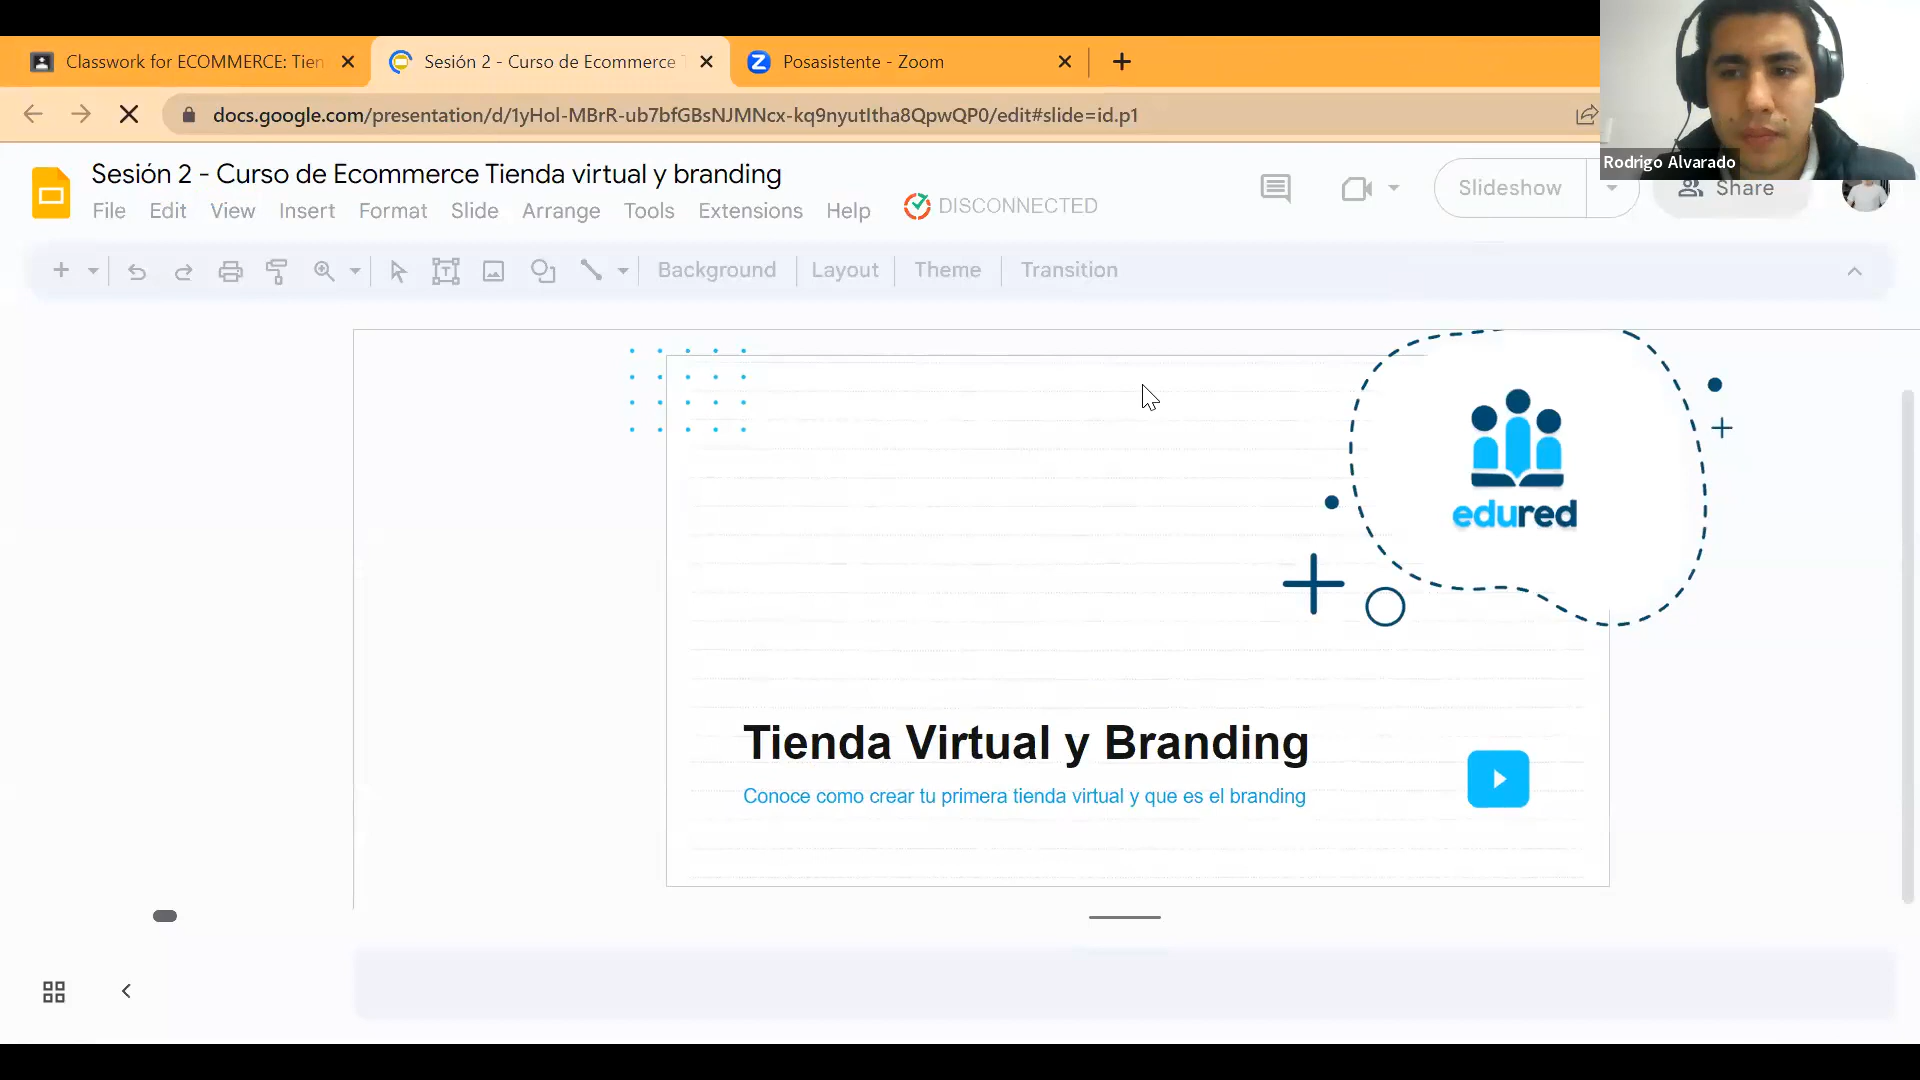 Classwork for ECOMMERCE: Tien
Sesión 2 - Curso de Ecommerce T
Posasistente - Zoom
docs.google.com/presentation/d/1yHol-MBrR-ub7bfGBsNJMNcx-kq9nyutItha8QpwQP0/edit#slide=id.p1
Rodrigo Alvarado
Sesión 2 - Curso de Ecommerce Tienda virtual y branding
File Edit View Insert Format Slide Arrange Tools Extensions Help
DISCONNECTED
Slideshow
Share
Background Layout Theme Transition
edured
Tienda Virtual y Branding
Conoce como crear tu primera tienda virtual y que es el branding